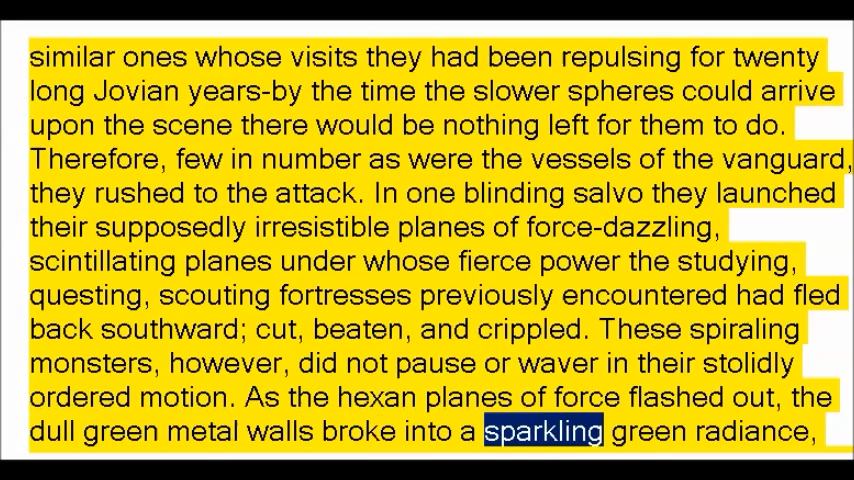 similar ones whose visits they had been repulsing for twenty
long Jovian years-by the time the slower spheres could arrive
upon the scene there would be nothing left for them to do.
Therefore, few in number as were the vessels of the vanguard,
they rushed to the attack. In one blinding salvo they launched
their supposedly irresistible planes of force-dazzling,
scintillating planes under whose fierce power the studying,
questing, scouting fortresses previously encountered had fled
back southward; cut, beaten, and crippled. These spiraling
monsters, however, did not pause or waver in their stolidly
ordered motion. As the hexan planes of force flashed out, the
dull green metal walls broke into a sparkling green radiance,